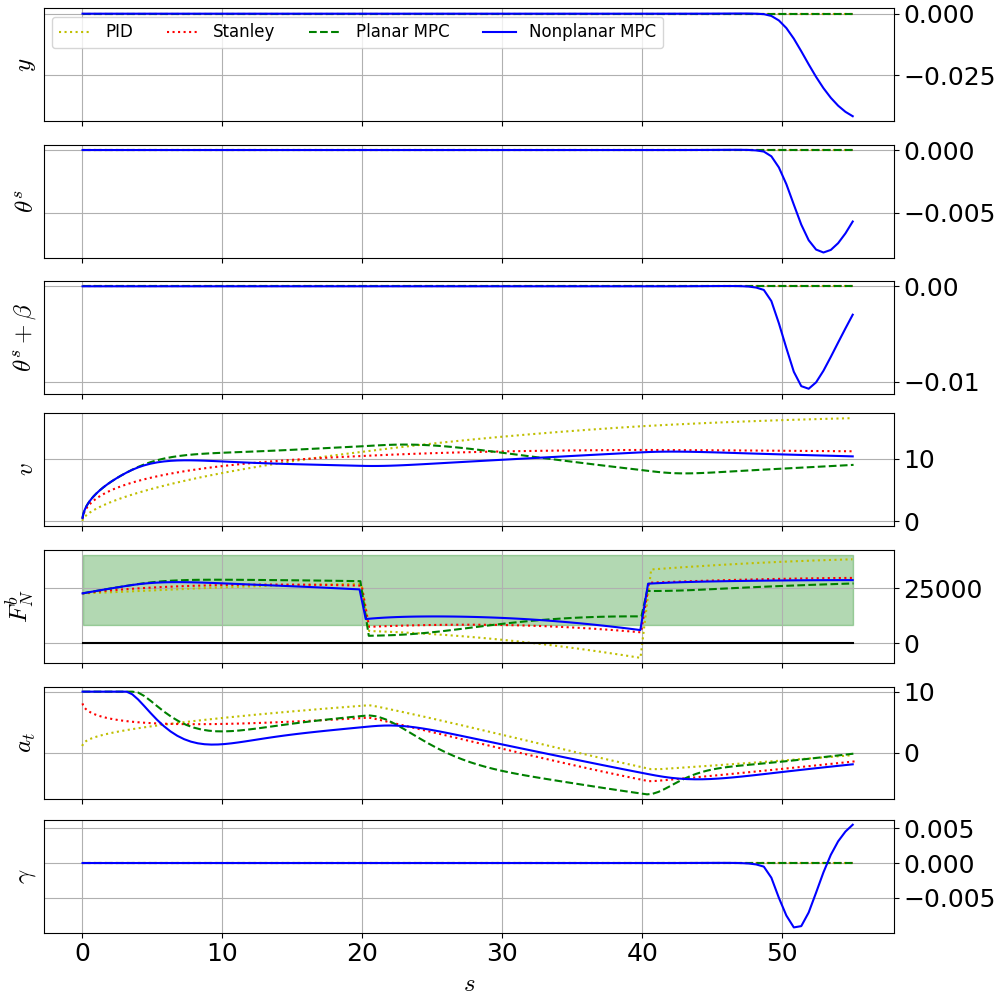 PID Stanley Planar MPC Nonplanar MPC
y
0.000
−0.025
θ^s
0.000
−0.005
θ^s + β
0.00
−0.01
v
10
0
F_N^b
25000
0
a_t
10
0
γ
0.005
0.000
−0.005
0 10 20 30 40 50
s